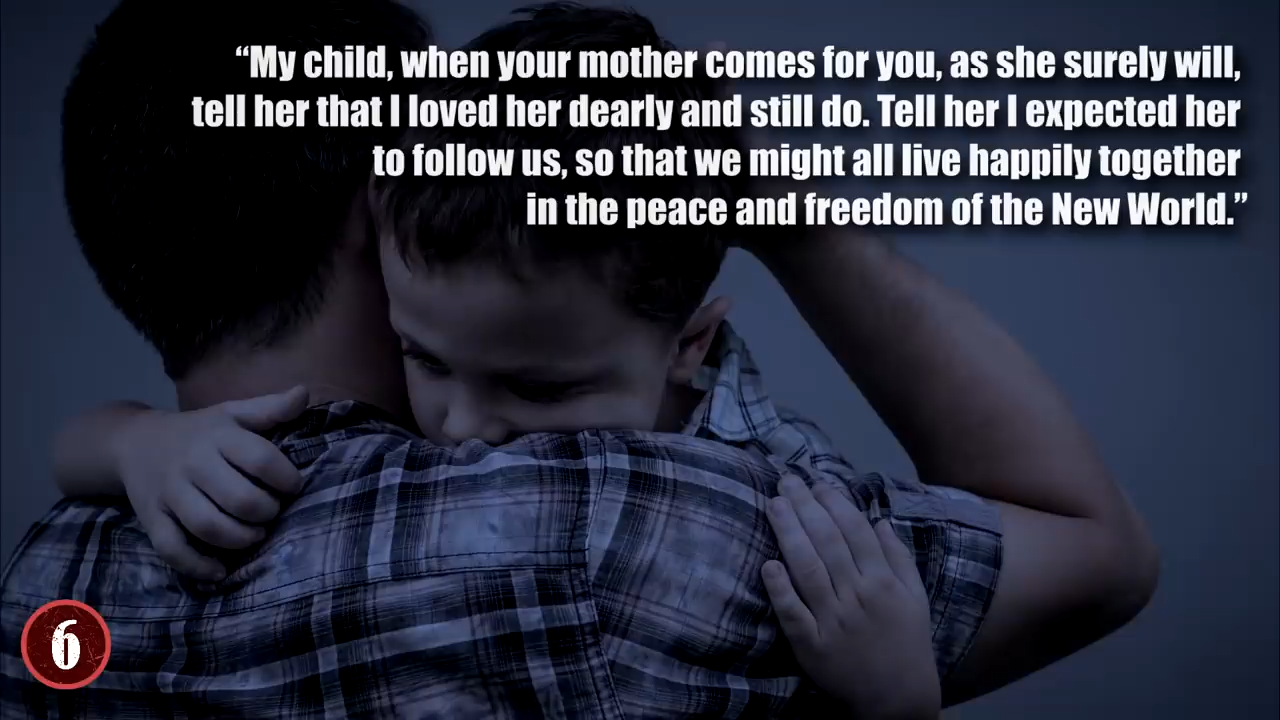 “My child, when your mother comes for you, as she surely will,
tell her that I loved her dearly and still do. Tell her I expected her
to follow us, so that we might all live happily together
in the peace and freedom of the New World.”
6